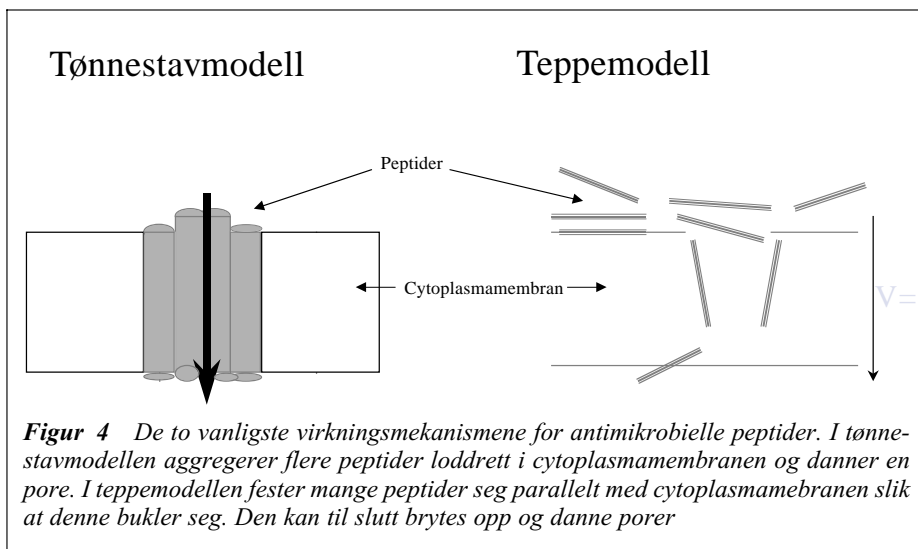 Tønnestavmodell
Teppemodell
Peptider
Cytoplasmamembran
V=
Figur 4 De to vanligste virkningsmekanismene for antimikrobielle peptider. I tønne-
stavmodellen aggregerer flere peptider loddrett i cytoplasmamembranen og danner en
pore. I teppemodellen fester mange peptider seg parallelt med cytoplasmamebranen slik
at denne bukler seg. Den kan til slutt brytes opp og danne porer